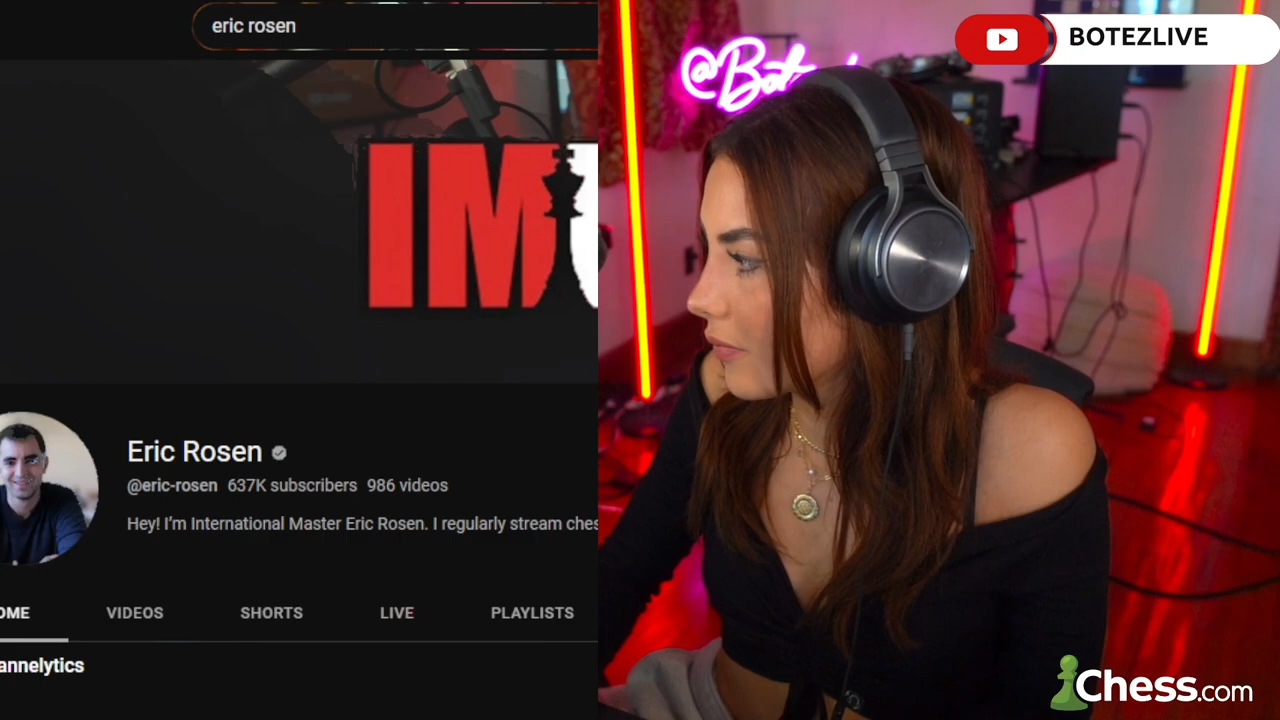 eric rosen
BOTEZLIVE
@Bot
IM
Eric Rosen
@eric-rosen 637K subscribers 986 videos
Hey! I'm International Master Eric Rosen. I regularly stream ches
OME VIDEOS SHORTS LIVE PLAYLISTS
annelytics
Chess.com